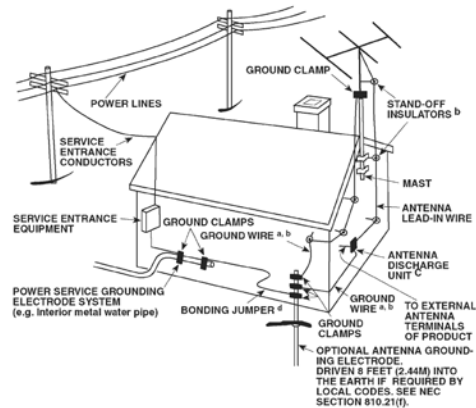 GROUND CLAMP
POWER LINES
STAND-OFF
INSULATORS b
SERVICE
ENTRANCE
CONDUCTORS
MAST
ANTENNA
LEAD-IN WIRE
SERVICE ENTRANCE
EQUIPMENT
GROUND CLAMPS
GROUND WIRE a, b
ANTENNA
DISCHARGE
UNIT C
POWER SERVICE GROUNDING
ELECTRODE SYSTEM
(e.g. Interior metal water pipe)
BONDING JUMPER d
GROUND
WIRE a, b
GROUND
CLAMPS
TO EXTERNAL
ANTENNA
TERMINALS
OF PRODUCT
OPTIONAL ANTENNA GROUND-
ING ELECTRODE.
DRIVEN 8 FEET (2.44M) INTO
THE EARTH IF REQUIRED BY
LOCAL CODES. SEE NEC
SECTION 810.21(f).